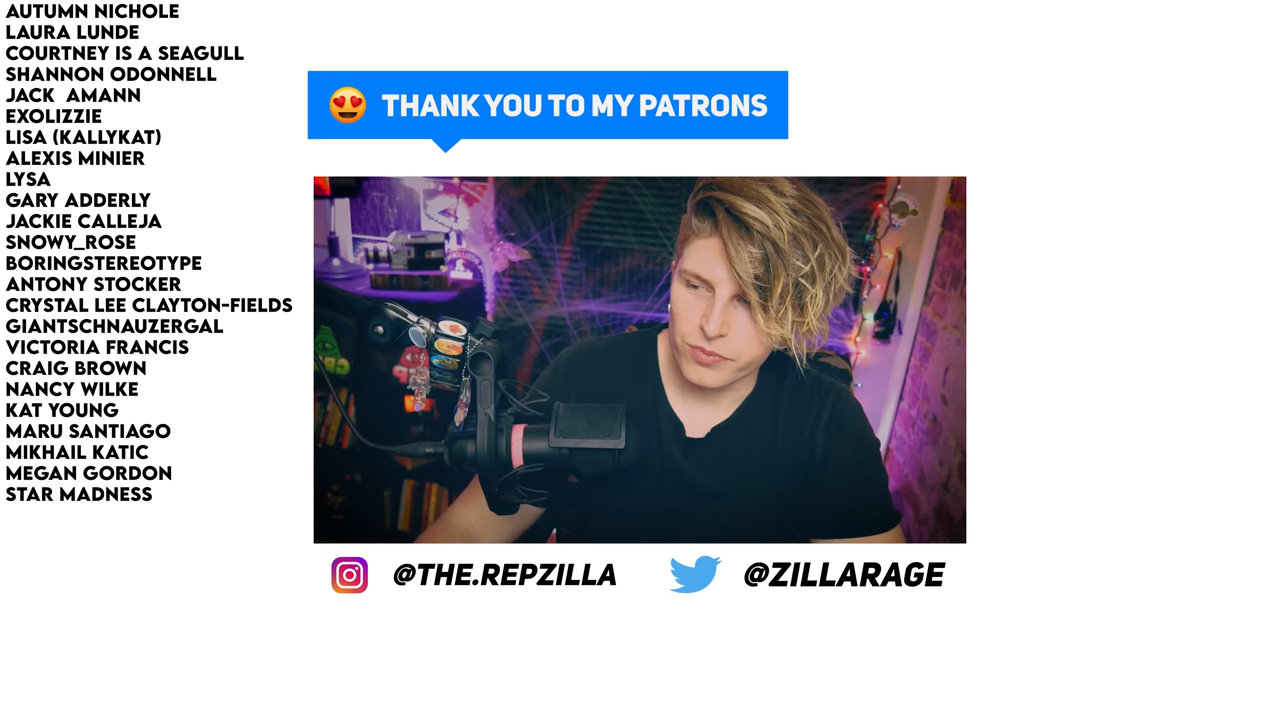 AUTUMN NICHOLE
LAURA LUNDE
COURTNEY IS A SEAGULL
SHANNON ODONNELL
JACK  AMANN
EXOLIZZIE
LISA (KALLYKAT)
ALEXIS MINIER
LYSA
GARY ADDERLY
JACKIE CALLEJA
SNOWY_ROSE
BORINGSTEREOTYPE
ANTONY STOCKER
CRYSTAL LEE CLAYTON-FIELDS
GIANTSCHNAUZERGAL
VICTORIA FRANCIS
CRAIG BROWN
NANCY WILKE
KAT YOUNG
MARU SANTIAGO
MIKHAIL KATIC
MEGAN GORDON
STAR MADNESS
THANK YOU TO MY PATRONS
@THE.REPZILLA
@ZILLARAGE